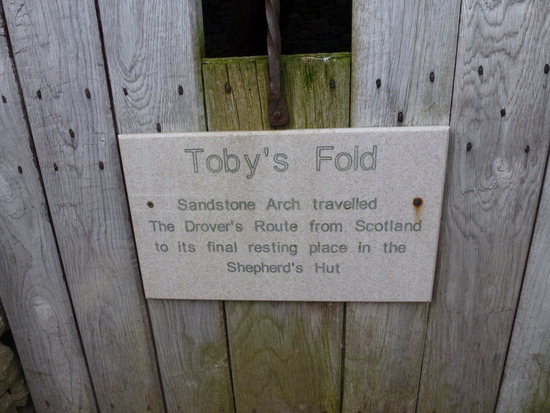 Toby's Fold
Sandstone Arch travelled
The Drover's Route from Scotland
to its final resting place in the
Shepherd's Hut